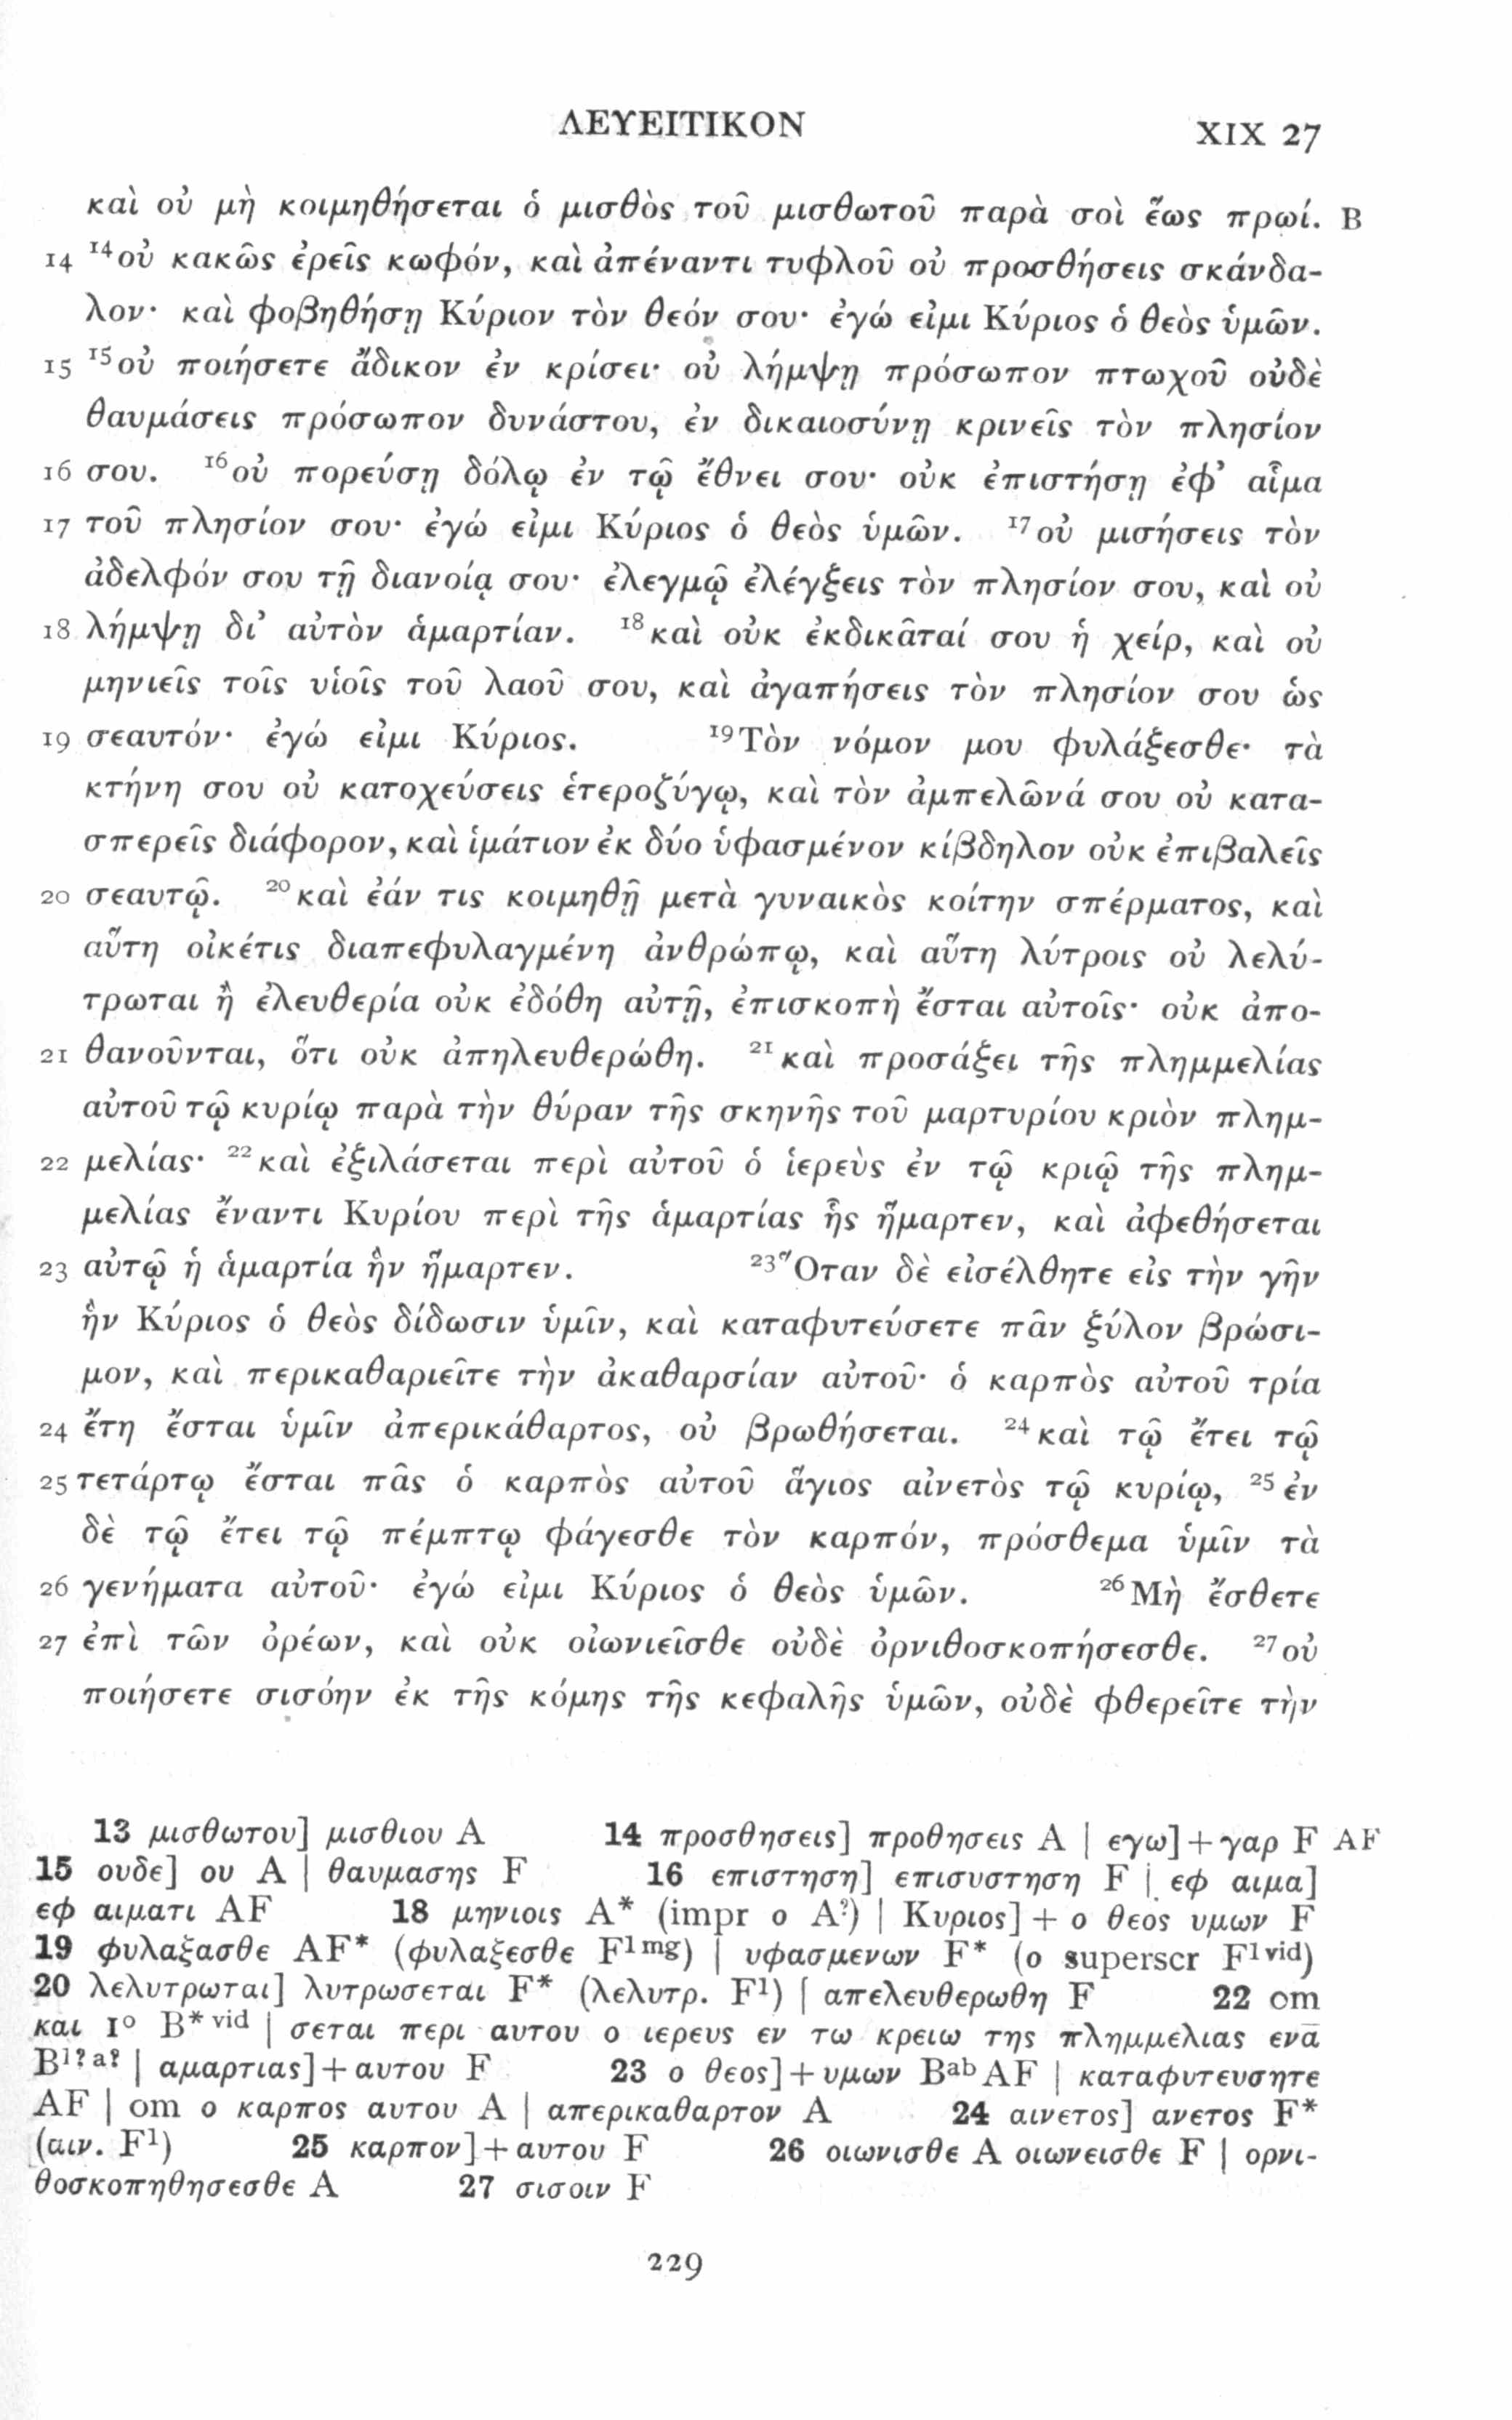 ΛΕΥΕΙΤΙΚΟΝ XIX 27
καὶ οὐ μὴ κοιμηθήσεται ὁ μισθὸς τοῦ μισθωτοῦ παρὰ σοὶ ἕως πρωί. B
14 ¹⁴οὐ κακῶς ἐρεῖς κωφόν, καὶ ἀπέναντι τυφλοῦ οὐ προσθήσεις σκάνδα-
λον· καὶ φοβηθήσῃ Κύριον τὸν θεόν σου· ἐγώ εἰμι Κύριος ὁ θεὸς ὑμῶν.
15 ¹⁵οὐ ποιήσετε ἄδικον ἐν κρίσει· οὐ λήμψῃ πρόσωπον πτωχοῦ οὐδὲ
θαυμάσεις πρόσωπον δυνάστου, ἐν δικαιοσύνῃ κρινεῖς τὸν πλησίον
16 σου. ¹⁶οὐ πορεύσῃ δόλῳ ἐν τῷ ἔθνει σου· οὐκ ἐπιστήσῃ ἐφ’ αἷμα
17 τοῦ πλησίον σου· ἐγώ εἰμι Κύριος ὁ θεὸς ὑμῶν. ¹⁷οὐ μισήσεις τὸν
ἀδελφόν σου τῇ διανοίᾳ σου· ἐλεγμῷ ἐλέγξεις τὸν πλησίον σου, καὶ οὐ
18 λήμψῃ δι’ αὐτὸν ἁμαρτίαν. ¹⁸καὶ οὐκ ἐκδικᾶταί σου ἡ χείρ, καὶ οὐ
μηνιεῖς τοῖς υἱοῖς τοῦ λαοῦ σου, καὶ ἀγαπήσεις τὸν πλησίον σου ὡς
19 σεαυτόν· ἐγώ εἰμι Κύριος. ¹⁹Τὸν νόμον μου φυλάξεσθε· τὰ
κτήνη σου οὐ κατοχεύσεις ἑτεροζύγῳ, καὶ τὸν ἀμπελῶνά σου οὐ κατα-
σπερεῖς διάφορον, καὶ ἱμάτιον ἐκ δύο ὑφασμένον κίβδηλον οὐκ ἐπιβαλεῖς
20 σεαυτῷ. ²⁰καὶ ἐάν τις κοιμηθῇ μετὰ γυναικὸς κοίτην σπέρματος, καὶ
αὕτη οἰκέτις διαπεφυλαγμένη ἀνθρώπῳ, καὶ αὕτη λύτροις οὐ λελύ-
τρωται ἢ ἐλευθερία οὐκ ἐδόθη αὐτῇ, ἐπισκοπὴ ἔσται αὐτοῖς· οὐκ ἀπο-
21 θανοῦνται, ὅτι οὐκ ἀπηλευθερώθη. ²¹καὶ προσάξει τῆς πλημμελίας
αὐτοῦ τῷ κυρίῳ παρὰ τὴν θύραν τῆς σκηνῆς τοῦ μαρτυρίου κριὸν πλημ-
22 μελίας· ²²καὶ ἐξιλάσεται περὶ αὐτοῦ ὁ ἱερεὺς ἐν τῷ κριῷ τῆς πλημ-
μελίας ἔναντι Κυρίου περὶ τῆς ἁμαρτίας ἧς ἥμαρτεν, καὶ ἀφεθήσεται
23 αὐτῷ ἡ ἁμαρτία ἣν ἥμαρτεν. ²³Ὅταν δὲ εἰσέλθητε εἰς τὴν γῆν
ἣν Κύριος ὁ θεὸς δίδωσιν ὑμῖν, καὶ καταφυτεύσετε πᾶν ξύλον βρώσι-
μον, καὶ περικαθαριεῖτε τὴν ἀκαθαρσίαν αὐτοῦ· ὁ καρπὸς αὐτοῦ τρία
24 ἔτη ἔσται ὑμῖν ἀπερικάθαρτος, οὐ βρωθήσεται. ²⁴καὶ τῷ ἔτει τῷ
25 τετάρτῳ ἔσται πᾶς ὁ καρπὸς αὐτοῦ ἅγιος αἰνετὸς τῷ κυρίῳ, ²⁵ἐν
δὲ τῷ ἔτει τῷ πέμπτῳ φάγεσθε τὸν καρπόν, πρόσθεμα ὑμῖν τὰ
26 γενήματα αὐτοῦ· ἐγώ εἰμι Κύριος ὁ θεὸς ὑμῶν. ²⁶Μὴ ἔσθετε
27 ἐπὶ τῶν ὀρέων, καὶ οὐκ οἰωνιεῖσθε οὐδὲ ὀρνιθοσκοπήσεσθε. ²⁷οὐ
ποιήσετε σισόην ἐκ τῆς κόμης τῆς κεφαλῆς ὑμῶν, οὐδὲ φθερεῖτε τὴν
13 μισθωτου] μισθιου A 14 προσθησεις] προθησεις A | εγω]+γαρ F AF
15 ουδε] ου A | θαυμασης F 16 επιστηση] επισυστηση F | εφ αιμα]
εφ αιματι AF 18 μηνιοις A* (impr ο A?) | Κυριος] + ο θεος υμων F
19 φυλαξασθε AF* (φυλαξεσθε F¹ᵐᵍ) | υφασμενων F* (ο superscr F¹ᵛⁱᵈ)
20 λελυτρωται] λυτρωσεται F* (λελυτρ. F¹) | απελευθερωθη F 22 om
και 1° B*ᵛⁱᵈ | σεται περι αυτου ο ιερευς εν τω κρειω της πλημμελιας ενα̅
B¹?ᵃ? | αμαρτιας]+αυτου F 23 ο θεος]+υμων BᵃᵇAF | καταφυτευσητε
AF | om ο καρπος αυτου A | απερικαθαρτον A 24 αινετος] ανετος F*
(αιν. F¹) 25 καρπον]+αυτου F 26 οιωνισθε A οιωνεισθε F | ορνι-
θοσκοπηθησεσθε A 27 σισοιν F
229